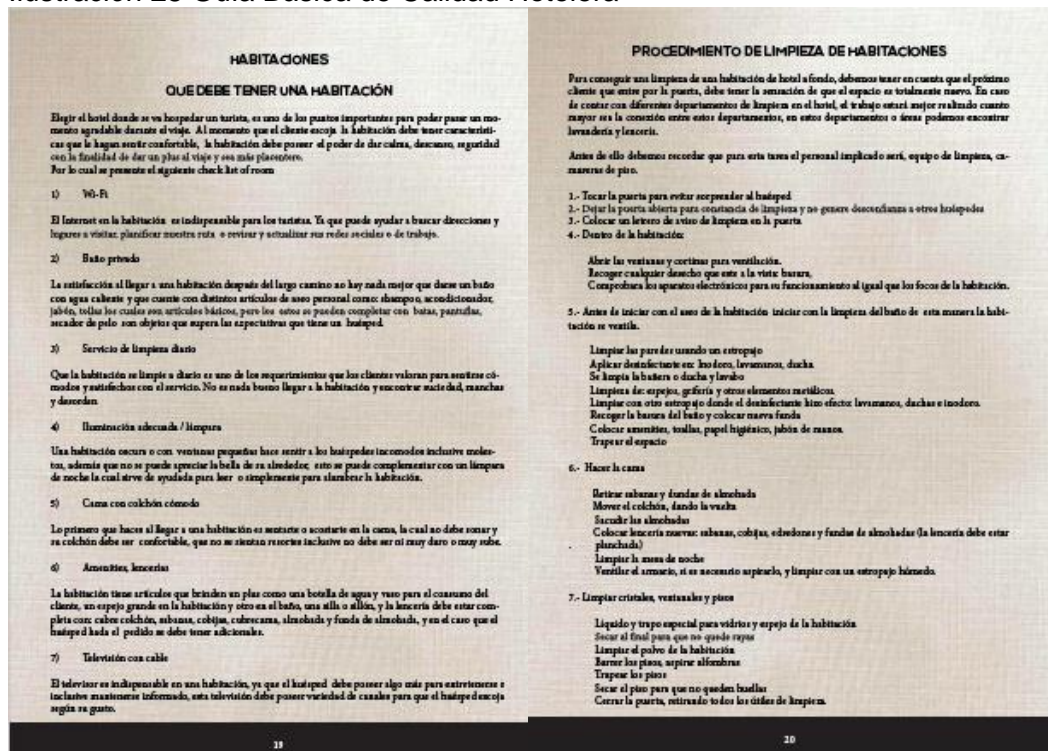 Ilustración 23 Guía Básica de Calidad Hotelera
HABITACIONES
QUE DEBE TENER UNA HABITACIÓN
Elegir el hotel donde se va hospedar un turista, es uno de los puntos importantes para poder pasar un mo-
mento agradable durante el viaje. Al momento que el cliente escoja la habitación debe tener característi-
cas que le hagan sentir confortable, la habitación debe poseer el poder de dar calma, descanso, seguridad
con la finalidad de dar un plus al viaje y sea más placentero.
Por lo cual se presente el siguiente check list of room
1) Wi-Fi
El Internet en la habitación es indispensable para los turistas. Ya que puede ayudar a buscar direcciones y
lugares a visitar, planificar nuestra ruta o revisar y actualizar sus redes sociales o de trabajo.
2) Baño privado
La satisfacción al llegar a una habitación después del largo camino no hay nada mejor que darse un baño
con agua caliente y que cuente con distintos artículos de aseo personal como: shampoo, acondicionador,
jabón, tollas los cuales son artículos básicos, pero los estos se pueden completar con batas, pantuflas,
secador de pelo son objetos que supera las expectativas que tiene un huésped.
3) Servicio de limpieza diario
Que la habitación se limpie a diario es uno de los requerimientos que los clientes valoran para sentirse có-
modos y satisfechos con el servicio. No es nada bueno llegar a la habitación y encontrar suciedad, manchas
y desorden.
4) Iluminación adecuada / lámpara
Una habitación oscura o con ventanas pequeñas hace sentir a los huéspedes incomodos inclusive moles-
tos, además que no se puede apreciar la bella de su alrededor, esto se puede complementar con un lámpara
de noche la cual sirve de ayudada para leer o simplemente para alumbrar la habitación.
5) Cama con colchón cómodo
Lo primero que haces al llegar a una habitación es sentarte o acostarte en la cama, la cual no debe sonar y
su colchón debe ser confortable, que no se sientan resortes inclusive no debe ser ni muy duro o muy sube.
6) Amenities, lencerías
La habitación tiene artículos que brinden un plus como una botella de agua y vaso para el consumo del
cliente, un espejo grande en la habitación y otro en el baño, una silla o sillón, y la lencería debe estar com-
pleta con: cubre colchón, sabanas, cobijas, cubrecama, almohada y funda de almohada, y en el caso que el
huésped hada el pedido se debe tener adicionales.
7) Televisión con cable
El televisor es indispensable en una habitación, ya que el huésped debe poseer algo más para entretenerse e
inclusive mantenerse informado, esta televisión debe poseer variedad de canales para que el huésped escoja
según su gusto.
19
PROCEDIMIENTO DE LIMPIEZA DE HABITACIONES
Para conseguir una limpieza de una habitación de hotel a fondo, debemos tener en cuenta que el próximo
cliente que entre por la puerta, debe tener la sensación de que el espacio es totalmente nuevo. En caso
de contar con diferentes departamentos de limpieza en el hotel, el trabajo estará mejor realizado cuanto
mayor sea la conexión entre estos departamentos, en estos departamentos o áreas podemos encontrar
lavandería y lencería.
Antes de ello debemos recordar que para esta tarea el personal implicado será, equipo de limpieza, ca-
mareras de piso.
1.- Tocar la puerta para evitar sorprender al huésped
2.- Dejar la puerta abierta para constancia de limpieza y no genere desconfianza a otros huéspedes
3.- Colocar un letrero de aviso de limpieza en la puerta
4.- Dentro de la habitación:
Abrir las ventanas y cortinas para ventilación.
Recoger cualquier desecho que este a la vista: basura,
Comprobara los aparatos electrónicos para su funcionamiento al igual que los focos de la habitación.
5.- Antes de iniciar con el aseo de la habitación iniciar con la limpieza del baño de esta manera la habi-
tación se ventila.
Limpiar las paredes usando un estropajo
Aplicar desinfectante en: Inodoro, lavamanos, ducha
Se limpia la bañera o ducha y lavabo
Limpieza de: espejos, grifería y otros elementos metálicos.
Limpiar con otro estropajo donde el desinfectante hizo efecto: lavamanos, duchas e inodoro.
Recoger la basura del baño y colocar nueva funda
Colocar amenities, toallas, papel higiénico, jabón de manos.
Trapear el espacio
6.- Hacer la cama
Retirar sabanas y fundas de almohada
Mover el colchón, dando la vuelta
Sacudir las almohadas
Colocar lencería nuevas: sabanas, cobijas, edredones y fundas de almohadas (la lencería debe estar
planchada)
Limpiar la mesa de noche
Ventilar el armario, si es necesario aspirarlo, y limpiar con un estropajo húmedo.
7.- Limpiar cristales, ventanales y pisos
Líquido y trapo especial para vidrios y espejo de la habitación
Secar al final para que no quede rayas
Limpiar el polvo de la habitación
Barrer los pisos, aspirar alfombras
Trapear los pisos
Secar el piso para que no queden huellas
Cerrar la puerta, retirando todos los útiles de limpieza.
20